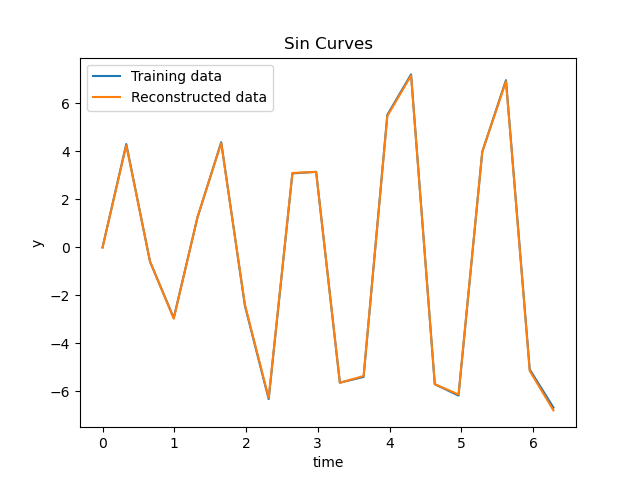 Sin Curves
Training data
Reconstructed data
6
4
2
0
−2
−4
−6
y
0 1 2 3 4 5 6
time